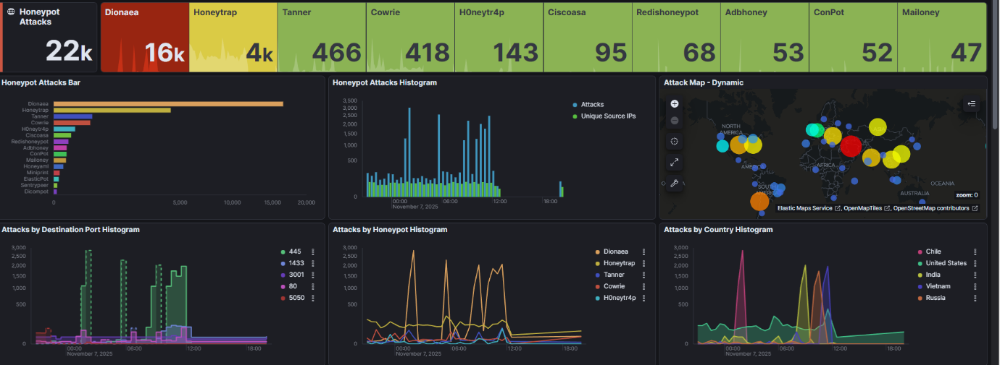 Honeypot
Attacks
22k
Dionaea
16k
Honeytrap
4k
Tanner
466
Cowrie
418
H0neytr4p
143
Ciscoasa
95
Redishoneypot
68
Adbhoney
53
ConPot
52
Mailoney
47
Honeypot Attacks Bar
Dionaea
Honeytrap
Tanner
Cowrie
H0neytr4p
Ciscoasa
Redishoneypot
Adbhoney
ConPot
Mailoney
Honeyaml
Miniprint
ElasticPot
Sentrypeer
Dicompot
0 5,000 10,000 15,000 20,000
Honeypot Attacks Histogram
3,500
3,000
2,500
2,000
1,500
1,000
500
0
00:00 06:00 12:00 18:00
November 7, 2025
Attacks
Unique Source IPs
Attack Map - Dynamic
NORTH
AMERICA
AFRICA
SOUTH
AMERICA
OCEANIA
AUSTRALIA
zoom: 0
Elastic Maps Service , OpenMapTiles , OpenStreetMap contributors
Attacks by Destination Port Histogram
3,000
2,500
2,000
1,500
1,000
500
0
00:00 06:00 12:00 18:00
November 7, 2025
445
1433
3001
80
5050
Attacks by Honeypot Histogram
3,000
2,500
2,000
1,500
1,000
500
0
00:00 06:00 12:00 18:00
November 7, 2025
Dionaea
Honeytrap
Tanner
Cowrie
H0neytr4p
Attacks by Country Histogram
3,000
2,500
2,000
1,500
1,000
500
0
00:00 06:00 12:00 18:00
November 7, 2025
Chile
United States
India
Vietnam
Russia